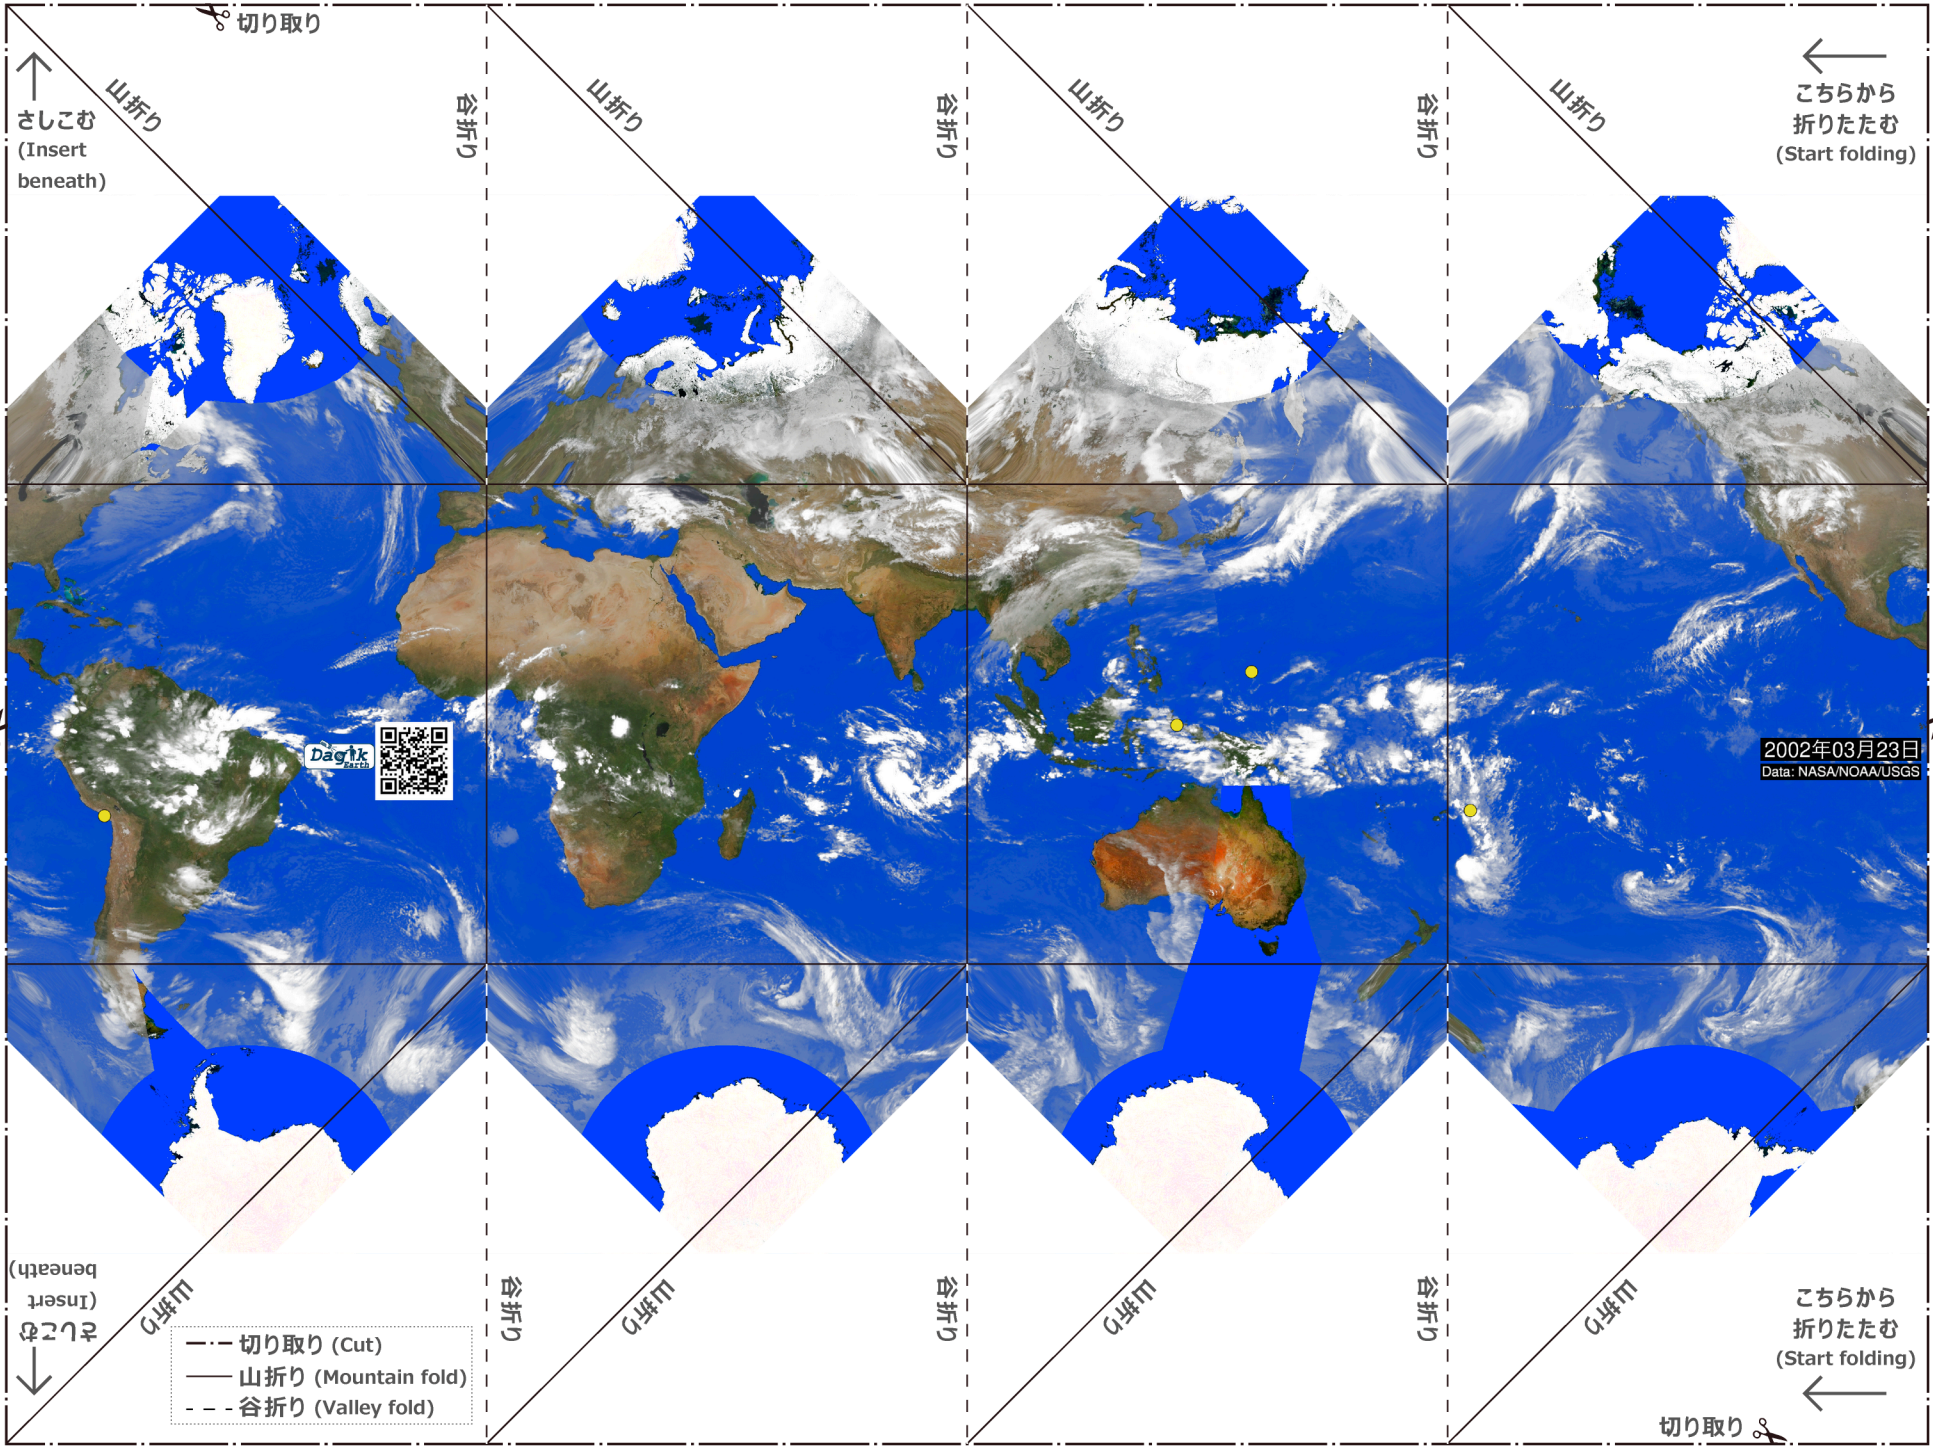 切り取り
山折り
谷折り
山折り
谷折り
山折り
谷折り
山折り
さしこむ
(Insert
beneath)
こちらから
折りたたむ
(Start folding)
Dagik
Earth
2002年03月23日
Data: NASA/NOAA/USGS
さしこむ
(Insert
beneath)
山折り
谷折り
山折り
谷折り
山折り
谷折り
山折り
こちらから
折りたたむ
(Start folding)
切り取り (Cut)
山折り (Mountain fold)
谷折り (Valley fold)
切り取り